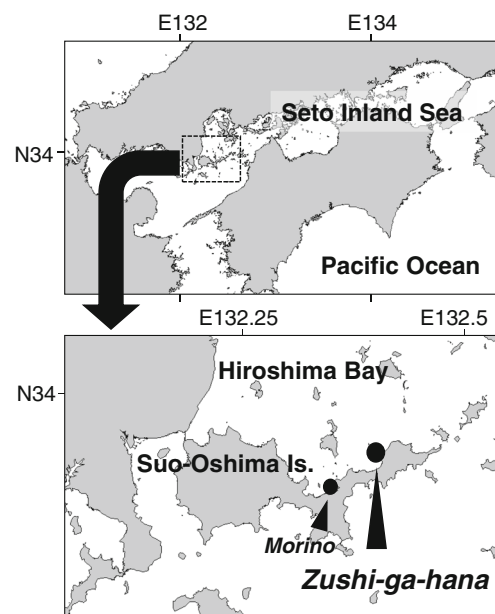 E132 E134
Seto Inland Sea
N34
Pacific Ocean
E132.25 E132.5
Hiroshima Bay
N34
Suo-Oshima Is.
Morino
Zushi-ga-hana